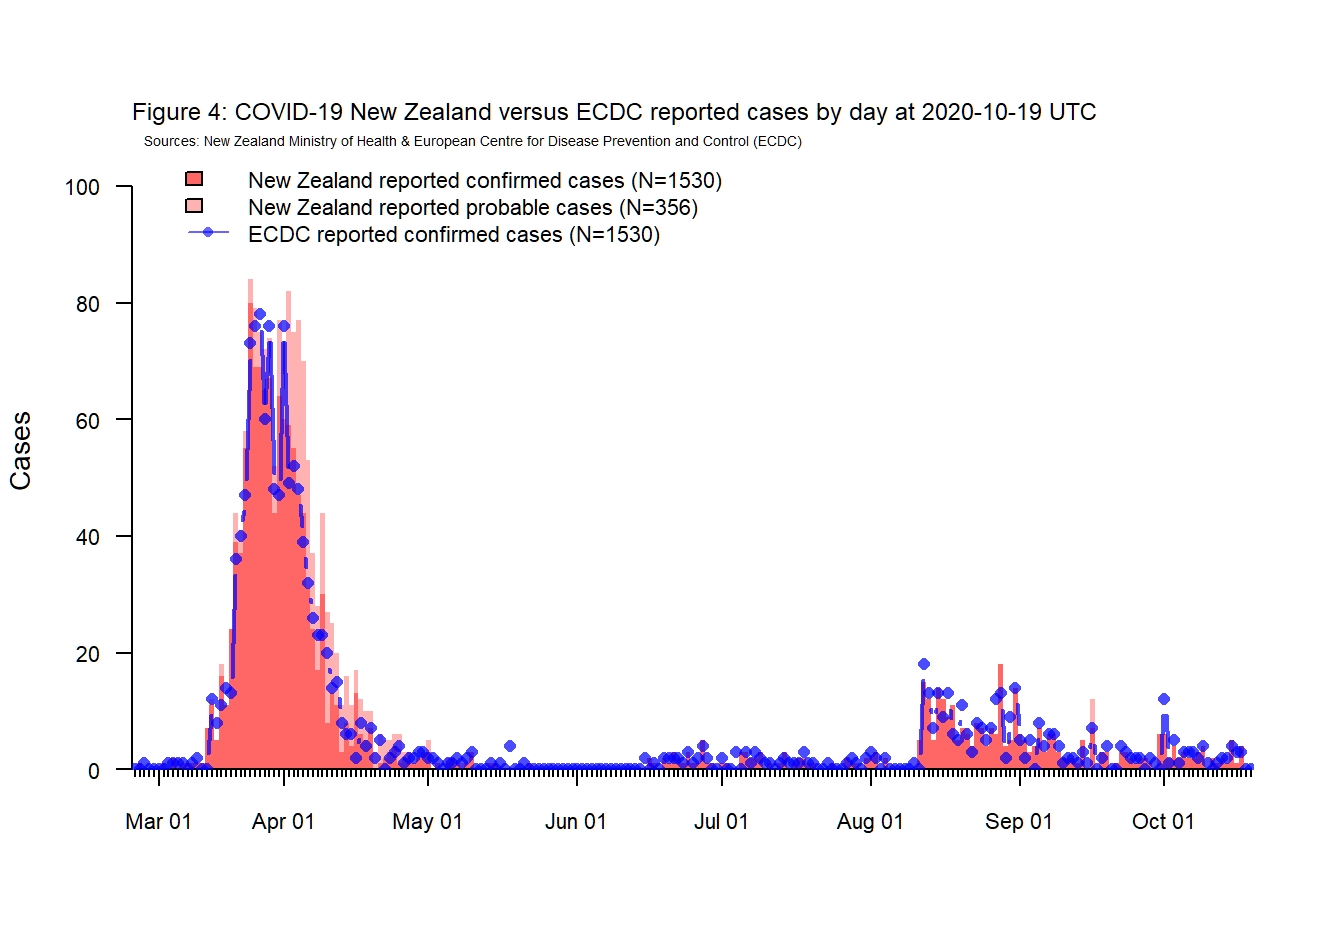 Figure 4: COVID-19 New Zealand versus ECDC reported cases by day at 2020-10-19 UTC
Sources: New Zealand Ministry of Health & European Centre for Disease Prevention and Control (ECDC)
New Zealand reported confirmed cases (N=1530)
New Zealand reported probable cases (N=356)
ECDC reported confirmed cases (N=1530)
Cases
100
80
60
40
20
0
Mar 01 Apr 01 May 01 Jun 01 Jul 01 Aug 01 Sep 01 Oct 01